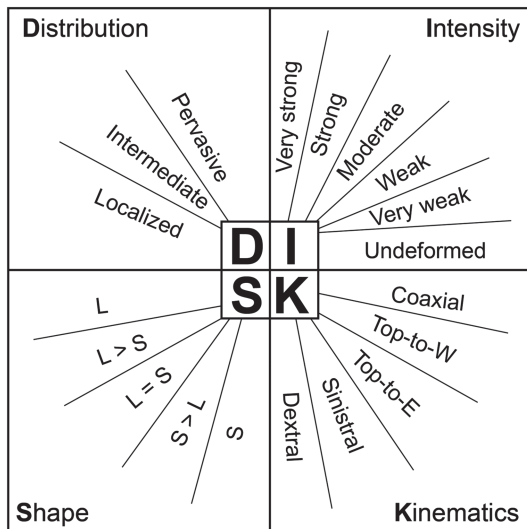 Distribution
Intensity
Pervasive
Intermediate
Localized
Very strong
Strong
Moderate
Weak
Very weak
Undeformed
D I
S K
L
L > S
L = S
S > L
S
Coaxial
Top-to-W
Top-to-E
Sinistral
Dextral
Shape
Kinematics